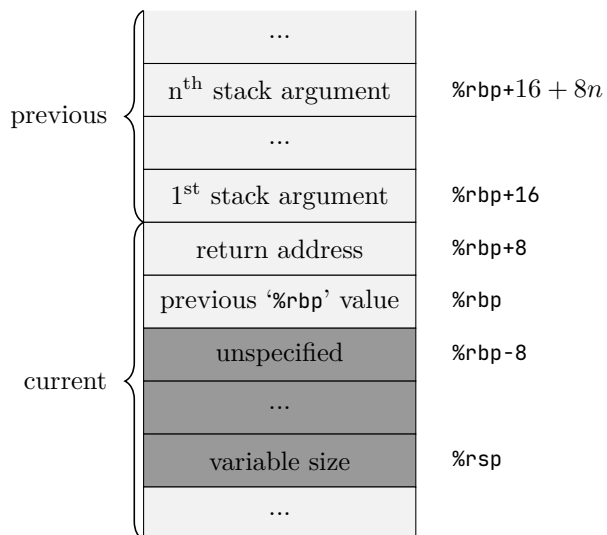 ...
nth stack argument %rbp+16 + 8n
previous
...
1st stack argument %rbp+16
return address %rbp+8
previous ‘%rbp’ value %rbp
unspecified %rbp-8
current
...
variable size %rsp
...